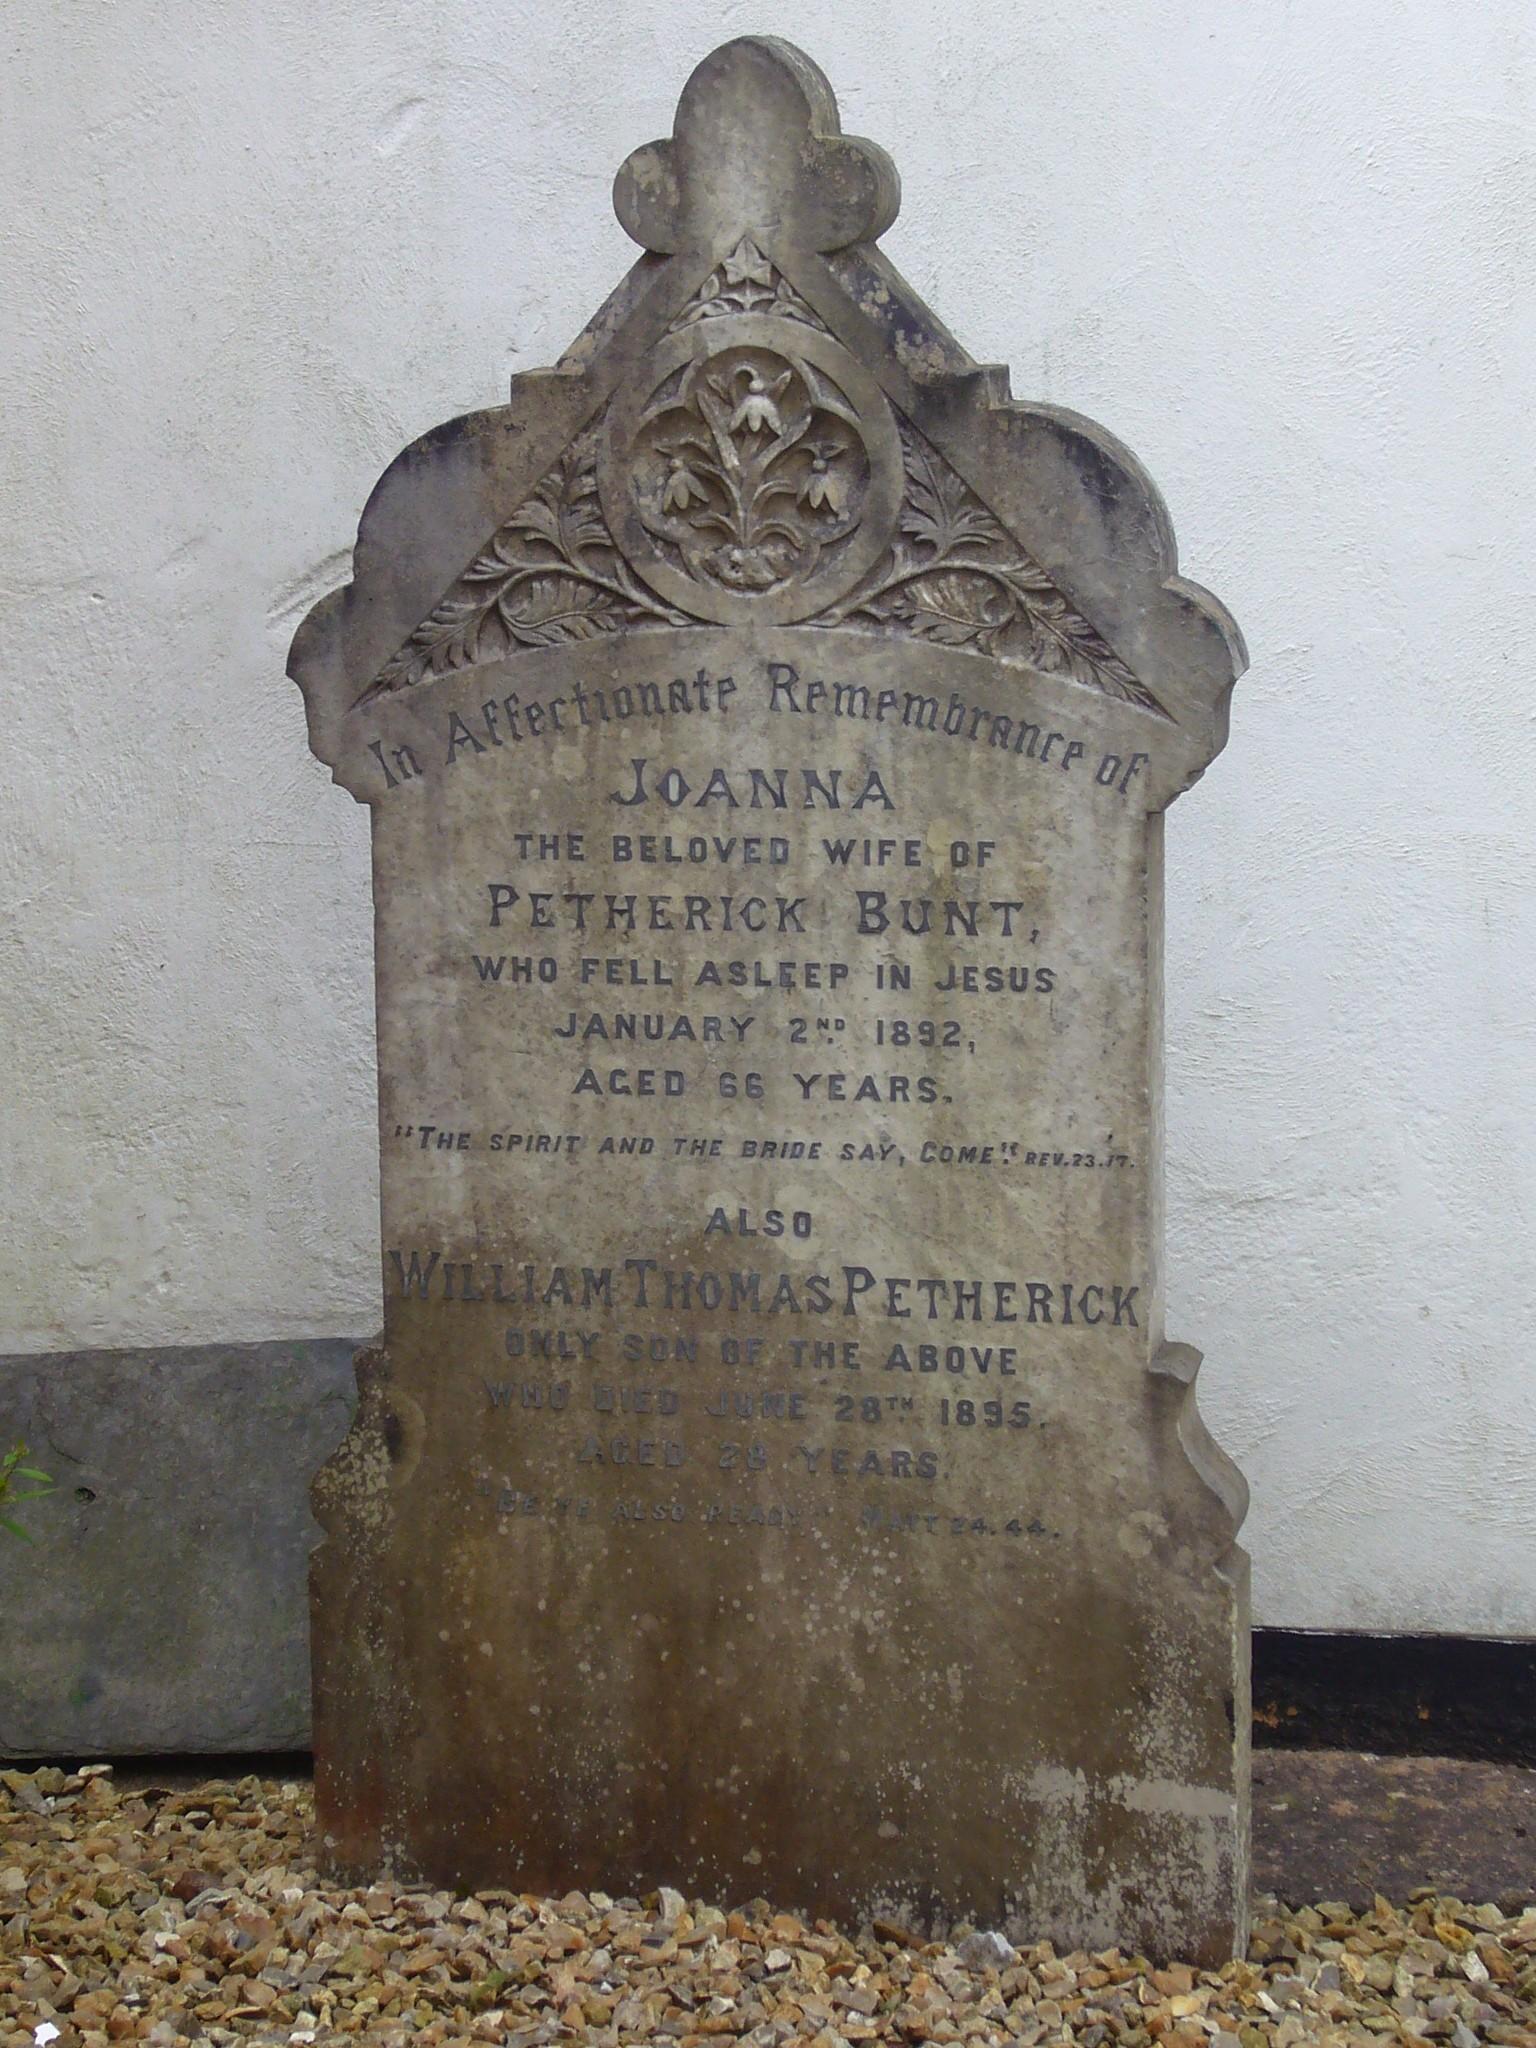 In Affectionate Remembrance of
JOANNA
THE BELOVED WIFE OF
PETHERICK BUNT,
WHO FELL ASLEEP IN JESUS
JANUARY 2ND. 1892,
AGED 66 YEARS.
"THE SPIRIT AND THE BRIDE SAY, COME." REV. 23. 17.
ALSO
WILLIAM THOMAS PETHERICK
ONLY SON OF THE ABOVE
WHO DIED JUNE 28TH. 1895.
AGED 28 YEARS.
"BE YE ALSO READY." MATT 24. 44.